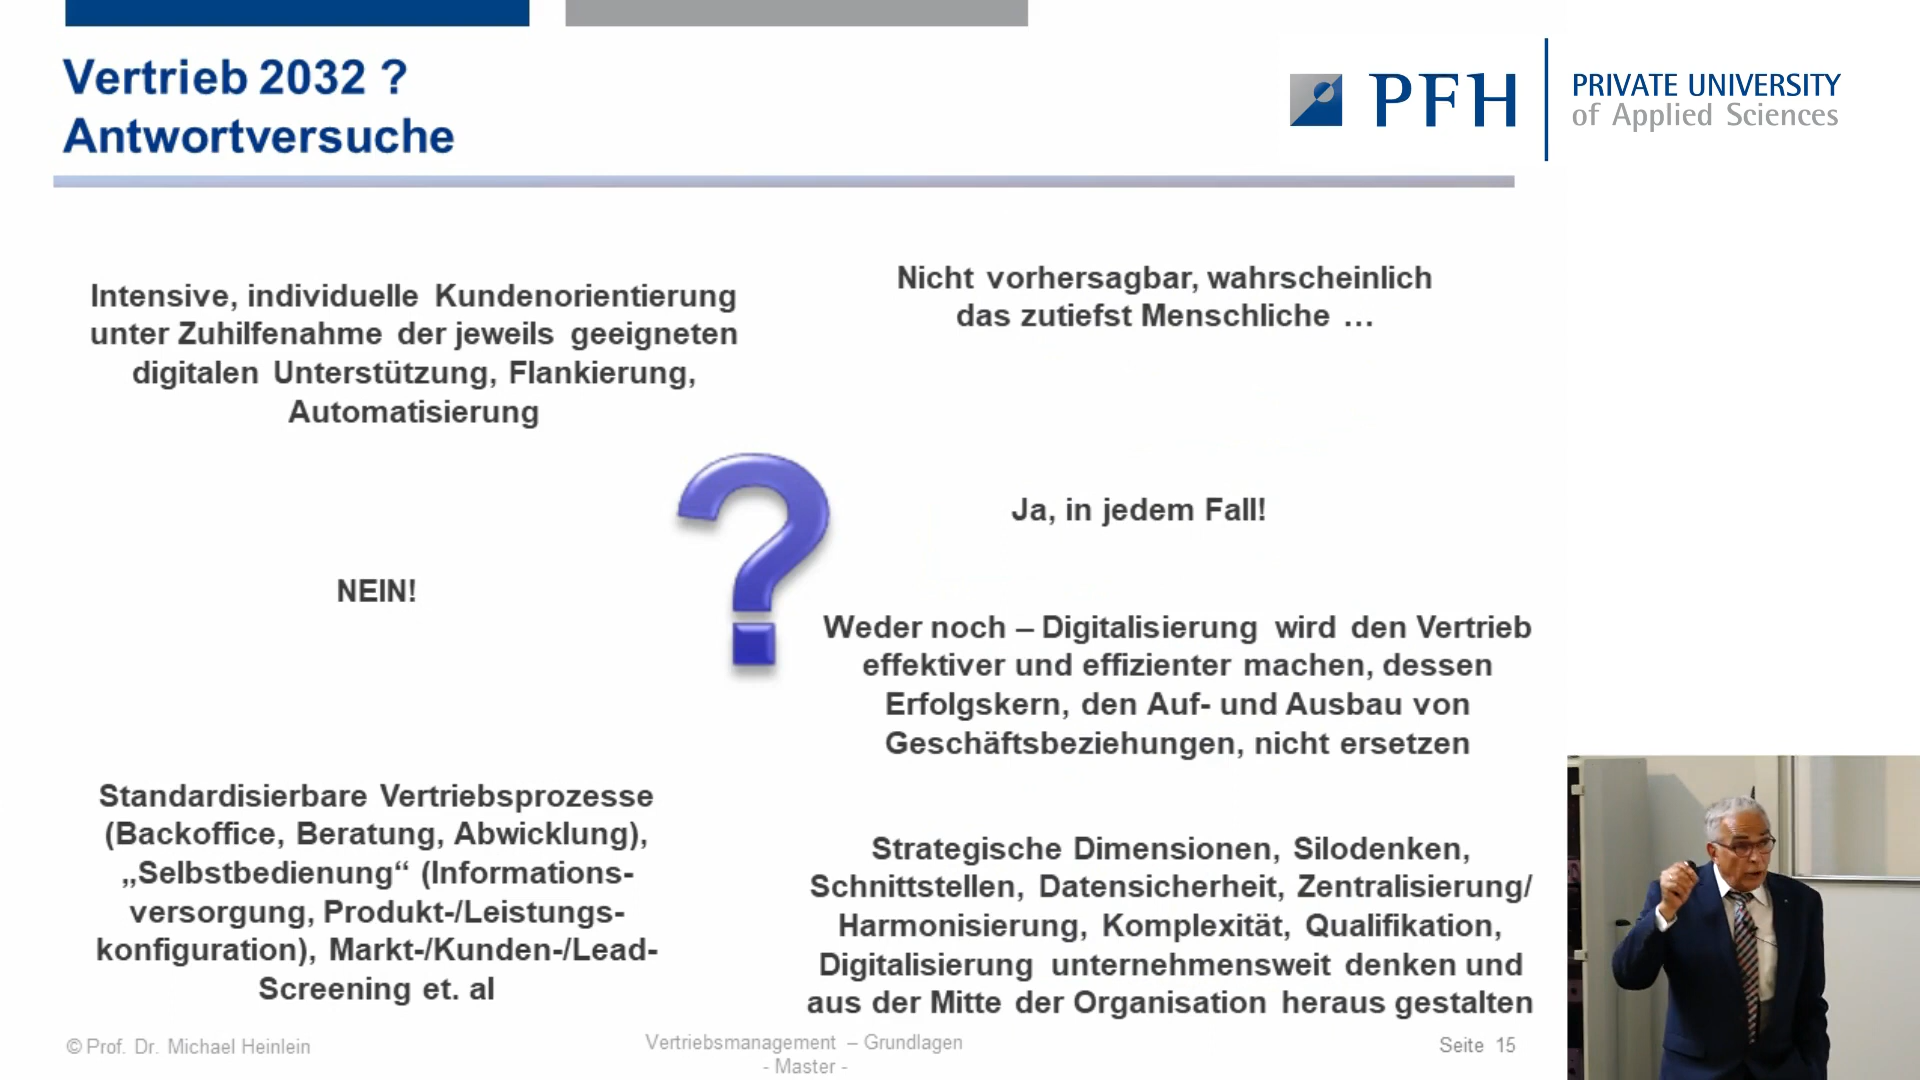 Vertrieb 2032 ?
Antwortversuche
PFH
PRIVATE UNIVERSITY
of Applied Sciences
Intensive, individuelle Kundenorientierung
unter Zuhilfenahme der jeweils geeigneten
digitalen Unterstützung, Flankierung,
Automatisierung
Nicht vorhersagbar, wahrscheinlich
das zutiefst Menschliche …
Ja, in jedem Fall!
NEIN!
Weder noch – Digitalisierung wird den Vertrieb
effektiver und effizienter machen, dessen
Erfolgskern, den Auf- und Ausbau von
Geschäftsbeziehungen, nicht ersetzen
Standardisierbare Vertriebsprozesse
(Backoffice, Beratung, Abwicklung),
„Selbstbedienung“ (Informations-
versorgung, Produkt-/Leistungs-
konfiguration), Markt-/Kunden-/Lead-
Screening et. al
Strategische Dimensionen, Silodenken,
Schnittstellen, Datensicherheit, Zentralisierung/
Harmonisierung, Komplexität, Qualifikation,
Digitalisierung unternehmensweit denken und
aus der Mitte der Organisation heraus gestalten
© Prof. Dr. Michael Heinlein
Vertriebsmanagement – Grundlagen
- Master -
Seite 15